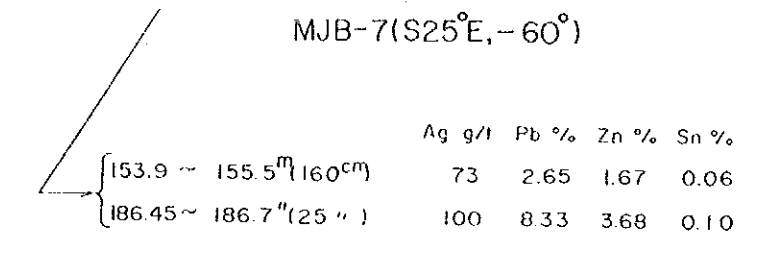 MJB-7(S25°E,-60°)
Ag g/t Pb % Zn % Sn %
153.9 ~ 155.5m(160cm) 73 2.65 1.67 0.06
186.45~ 186.7"(25 " ) 100 8.33 3.68 0.10